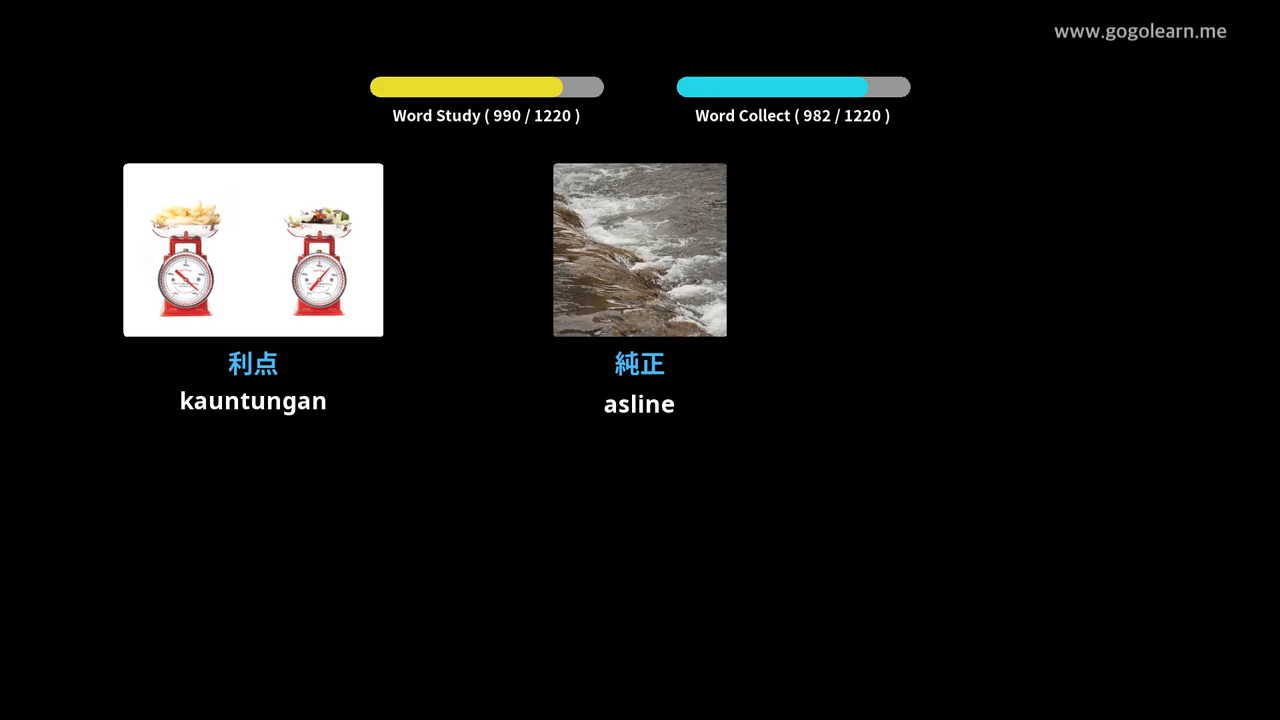 www.gogolearn.me
Word Study ( 990 / 1220 )
Word Collect ( 982 / 1220 )
利点
kauntungan
純正
asline